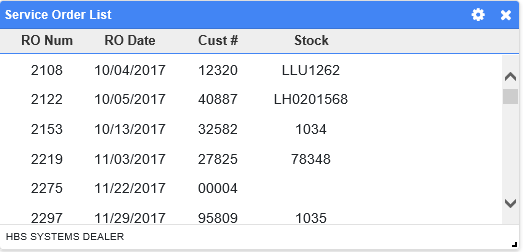 Service Order List
RO Num RO Date Cust # Stock
2108 10/04/2017 12320 LLU1262
2122 10/05/2017 40887 LH0201568
2153 10/13/2017 32582 1034
2219 11/03/2017 27825 78348
2275 11/22/2017 00004
2297 11/29/2017 95809 1035
HBS SYSTEMS DEALER